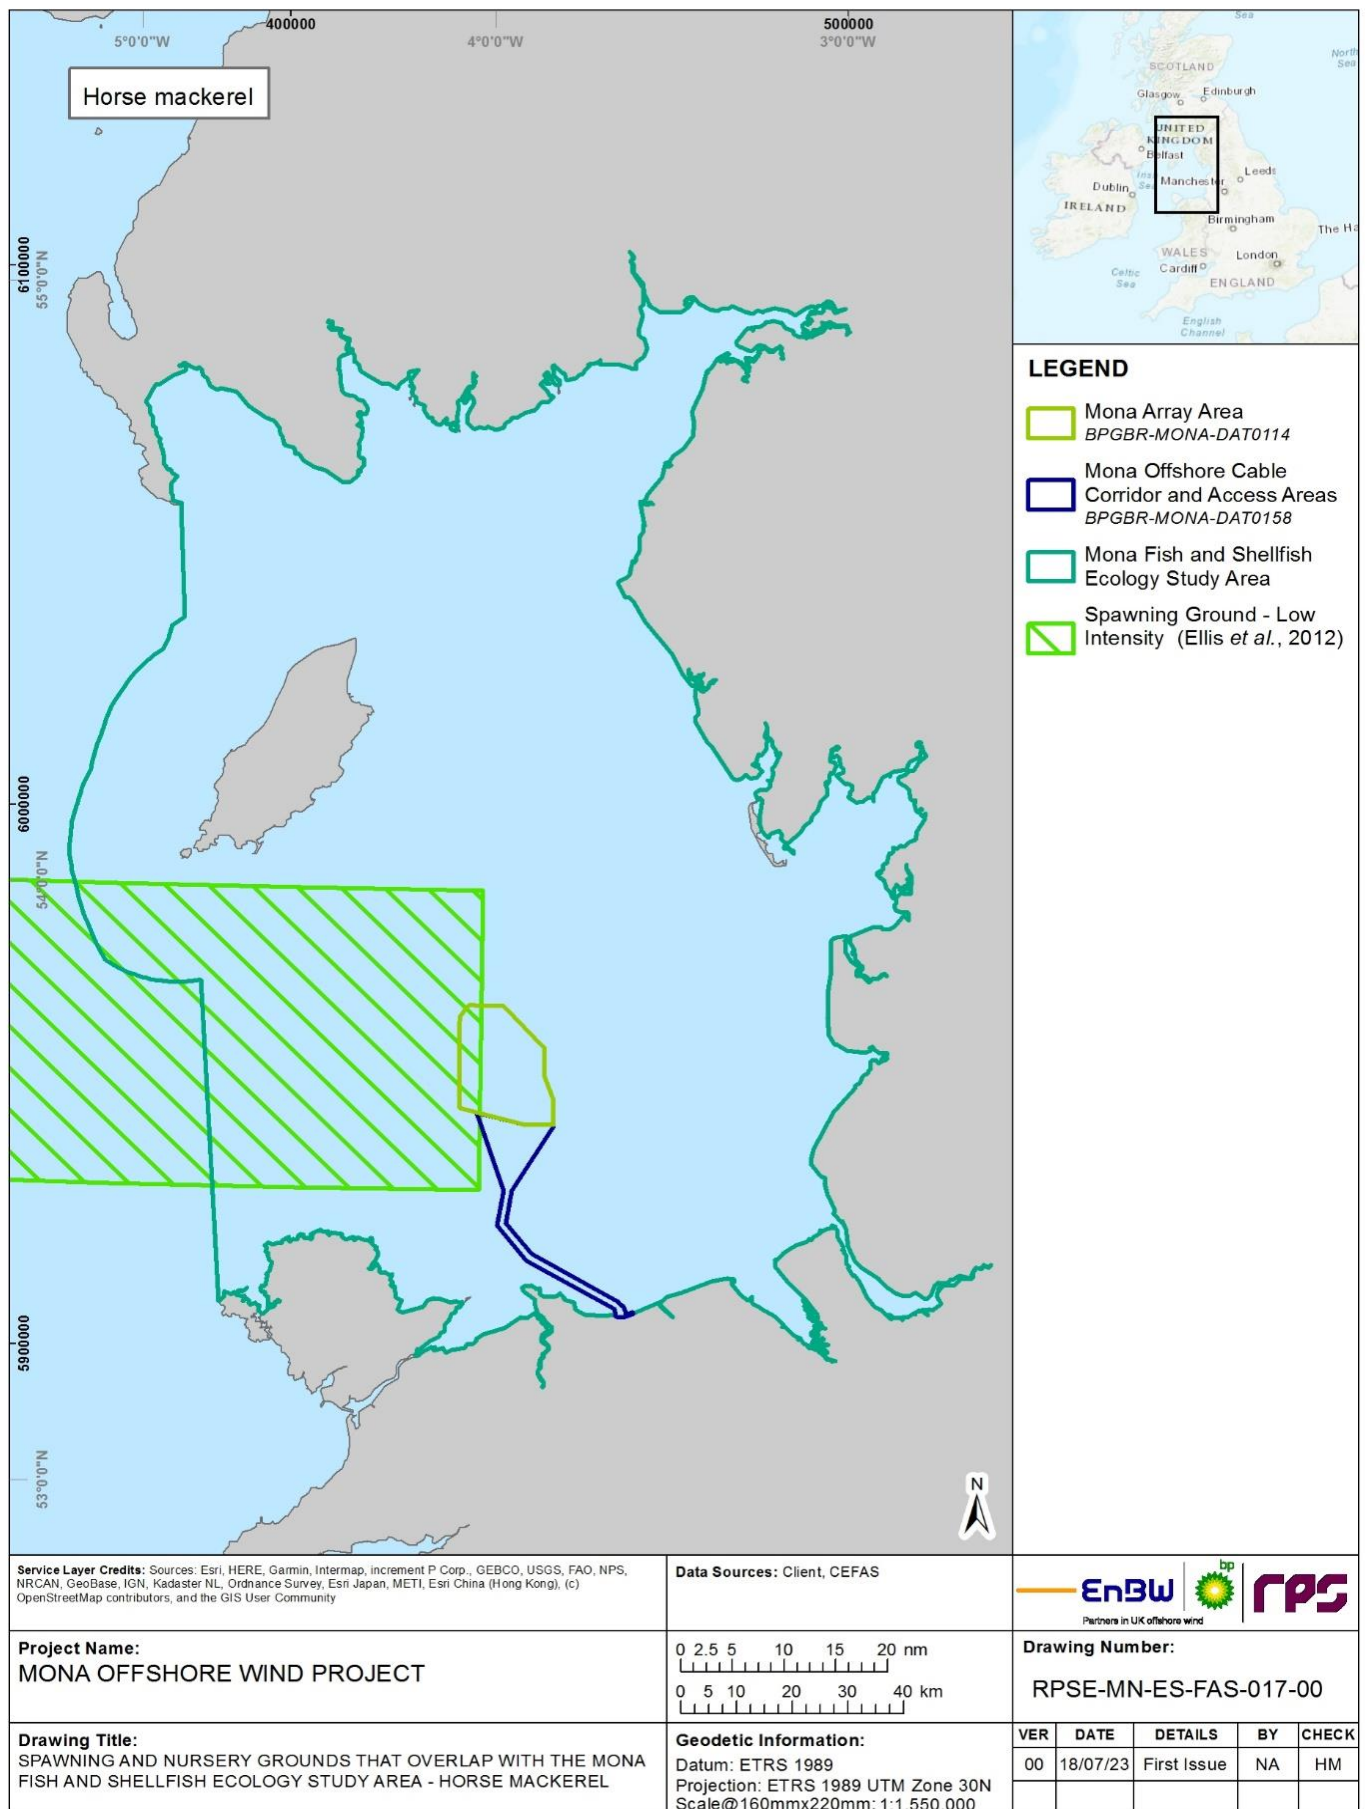 400000
500000
5°0'0"W
4°0'0"W
3°0'0"W
Horse mackerel
6100000
55°0'0"N
6000000
54°0'0"N
5900000
53°0'0"N
N
Sea
North
Sea
SCOTLAND
Glasgow
Edinburgh
UNITED
KINGDOM
Belfast
Irish
Sea
Leeds
Manchester
Dublin
IRELAND
Birmingham
The Ha
WALES
Cardiff
London
Celtic
Sea
ENGLAND
English
Channel
LEGEND
Mona Array Area
BPGBR-MONA-DAT0114
Mona Offshore Cable
Corridor and Access Areas
BPGBR-MONA-DAT0158
Mona Fish and Shellfish
Ecology Study Area
Spawning Ground - Low
Intensity (Ellis et al., 2012)
Service Layer Credits: Sources: Esri, HERE, Garmin, Intermap, increment P Corp., GEBCO, USGS, FAO, NPS,
NRCAN, GeoBase, IGN, Kadaster NL, Ordnance Survey, Esri Japan, METI, Esri China (Hong Kong), (c)
OpenStreetMap contributors, and the GIS User Community
Data Sources: Client, CEFAS
EnBW
bp
rps
Partners in UK offshore wind
Project Name:
MONA OFFSHORE WIND PROJECT
0 2.5 5 10 15 20 nm
0 5 10 20 30 40 km
Drawing Number:
RPSE-MN-ES-FAS-017-00
Drawing Title:
SPAWNING AND NURSERY GROUNDS THAT OVERLAP WITH THE MONA
FISH AND SHELLFISH ECOLOGY STUDY AREA - HORSE MACKEREL
Geodetic Information:
Datum: ETRS 1989
Projection: ETRS 1989 UTM Zone 30N
Scale@160mmx220mm: 1:1,550,000
VER DATE DETAILS BY CHECK
00 18/07/23 First Issue NA HM